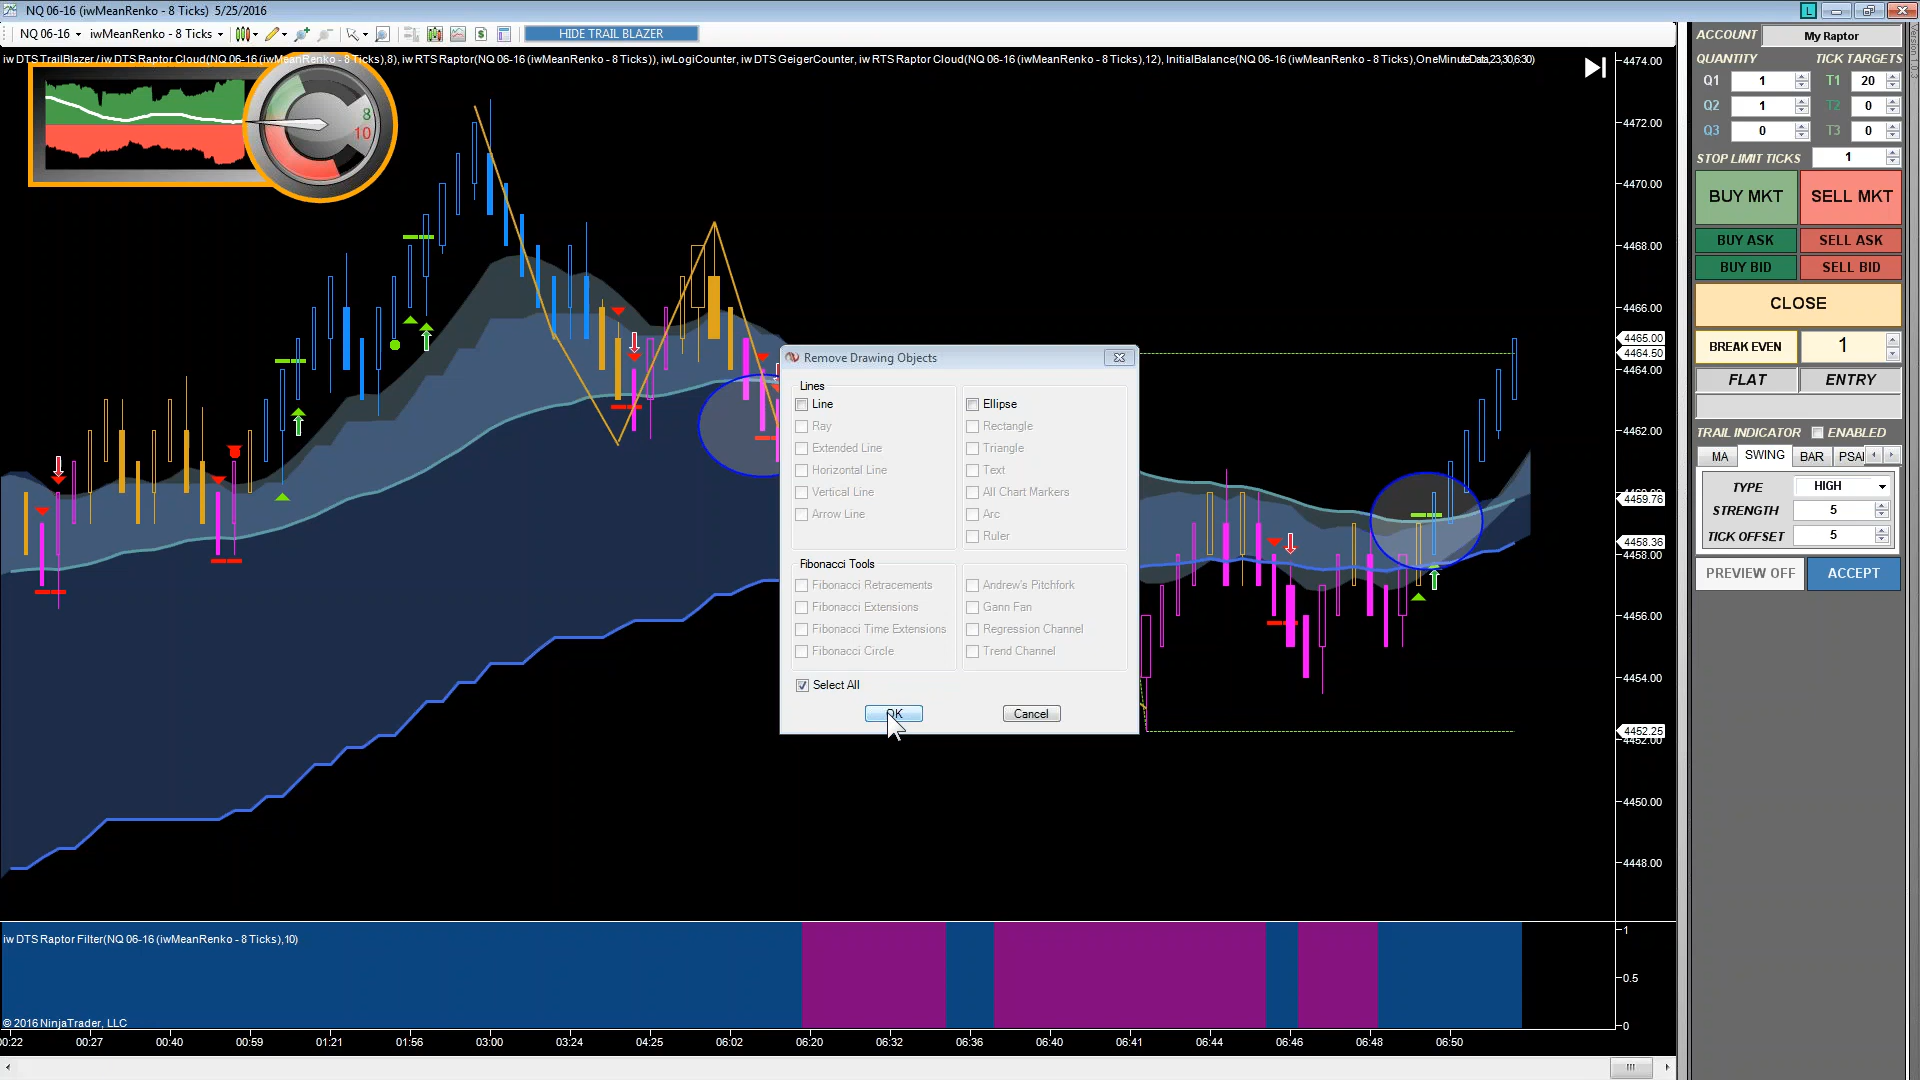 NQ 06-16 (iwMeanRenko - 8 Ticks)  5/25/2016
L
NQ 06-16
iwMeanRenko - 8 Ticks
HIDE TRAIL BLAZER
iw DTS TrailBlazer / iw DTS Raptor Cloud(NQ 06-16 (iwMeanRenko - 8 Ticks),8), iw RTS Raptor(NQ 06-16 (iwMeanRenko - 8 Ticks)), iwLogiCounter, iw DTS GeigerCounter, iw RTS Raptor Cloud(NQ 06-16 (iwMeanRenko - 8 Ticks),12), InitialBalance(NQ 06-16 (iwMeanRenko - 8 Ticks),OneMinuteData,23,30,6:30)
8
10
4474.00
4472.00
4470.00
4468.00
4466.00
4465.00
4464.50
4464.00
4462.00
4459.76
4458.36
4458.00
4456.00
4454.00
4452.25
4452.00
4450.00
4448.00
Remove Drawing Objects
Lines
Line
Ray
Extended Line
Horizontal Line
Vertical Line
Arrow Line
Ellipse
Rectangle
Triangle
Text
All Chart Markers
Arc
Ruler
Fibonacci Tools
Fibonacci Retracements
Fibonacci Extensions
Fibonacci Time Extensions
Fibonacci Circle
Andrew's Pitchfork
Gann Fan
Regression Channel
Trend Channel
Select All
OK
Cancel
iw DTS Raptor Filter(NQ 06-16 (iwMeanRenko - 8 Ticks),10)
1
0.5
0
© 2016 NinjaTrader, LLC
00:22 00:27 00:40 00:59 01:21 01:56 03:00 03:24 04:25 06:02 06:20 06:32 06:36 06:40 06:41 06:44 06:46 06:48 06:50
Version 1.0.3
ACCOUNT My Raptor
QUANTITY TICK TARGETS
Q1 1 T1 20
Q2 1 T2 0
Q3 0 T3 0
STOP LIMIT TICKS 1
BUY MKT SELL MKT
BUY ASK SELL ASK
BUY BID SELL BID
CLOSE
BREAK EVEN 1
FLAT ENTRY
TRAIL INDICATOR ENABLED
MA SWING BAR PSAI
TYPE HIGH
STRENGTH 5
TICK OFFSET 5
PREVIEW OFF ACCEPT